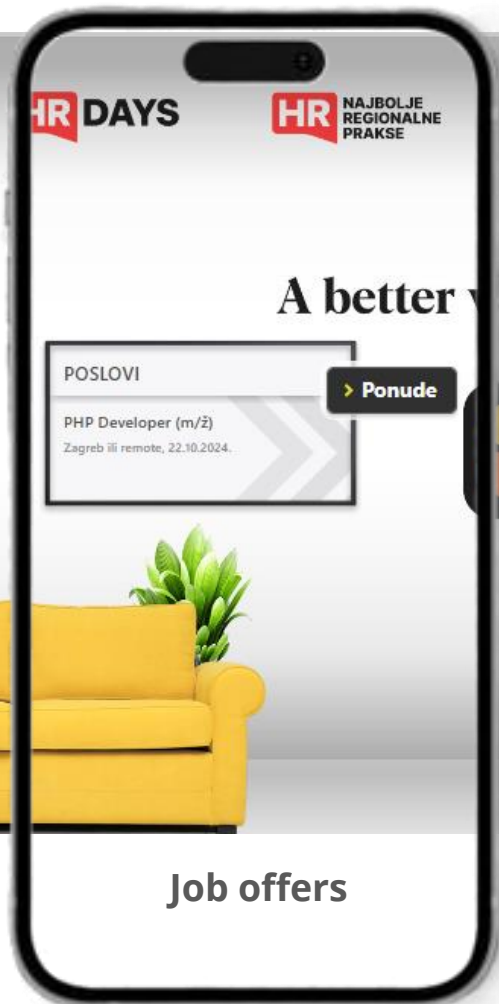 HR DAYS
HR NAJBOLJE
REGIONALNE
PRAKSE
A better
POSLOVI
PHP Developer (m/ž)
Zagreb ili remote, 22.10.2024.
› Ponude
Job offers